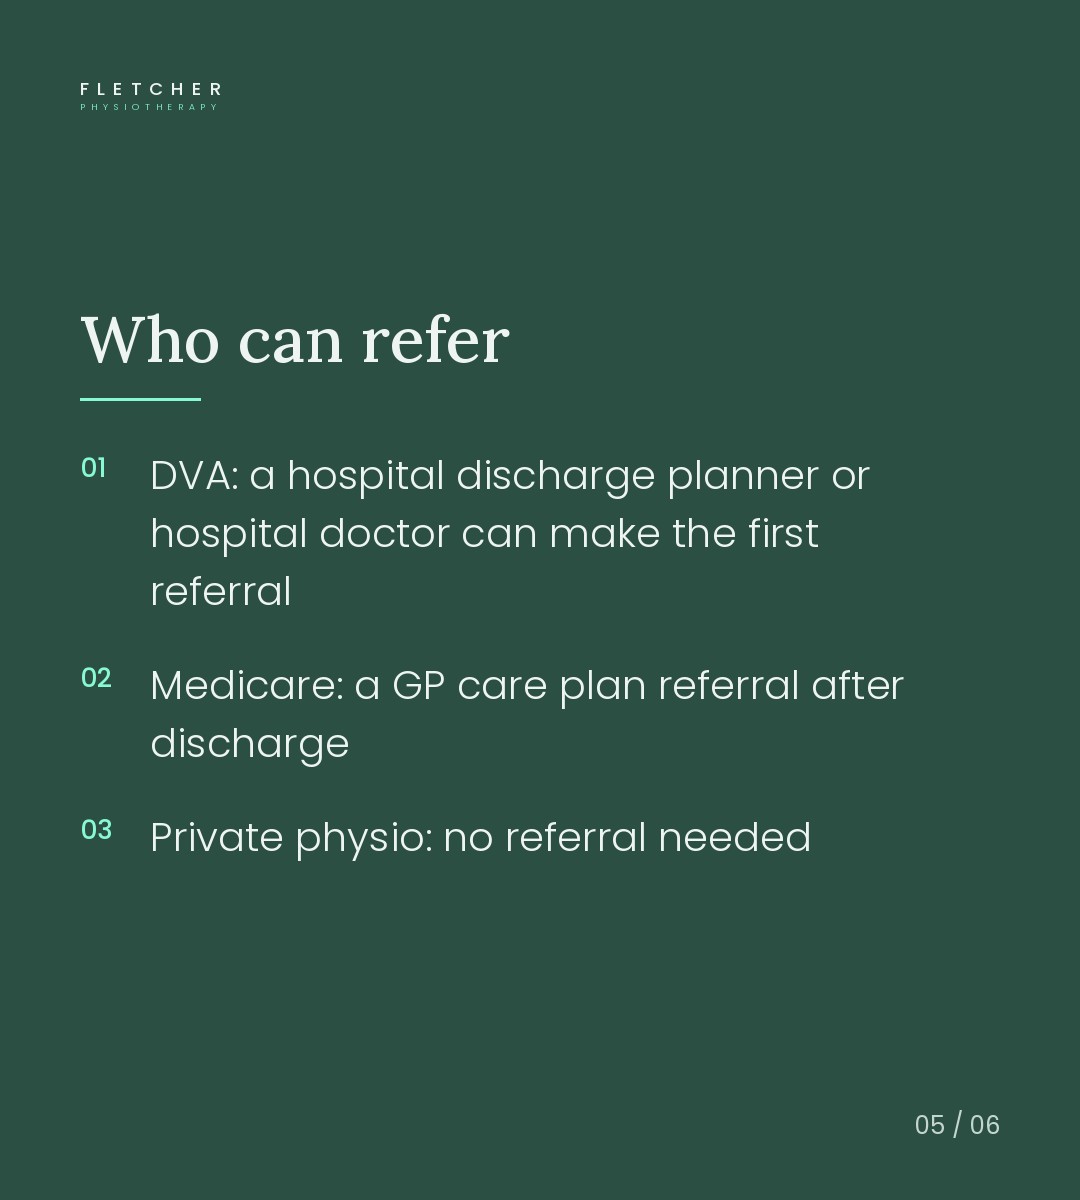 FLETCHER
PHYSIOTHERAPY
Who can refer
01 DVA: a hospital discharge planner or
hospital doctor can make the first
referral
02 Medicare: a GP care plan referral after
discharge
03 Private physio: no referral needed
05 / 06